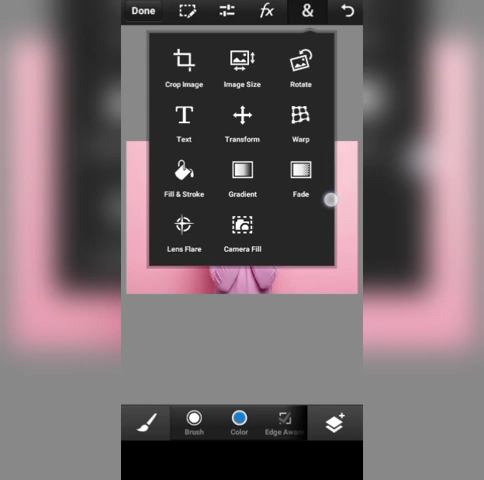 Done fx &
Crop Image Image Size Rotate
T
Text Transform Warp
Fill & Stroke Gradient Fade
Lens Flare Camera Fill
Brush Color Edge Aware